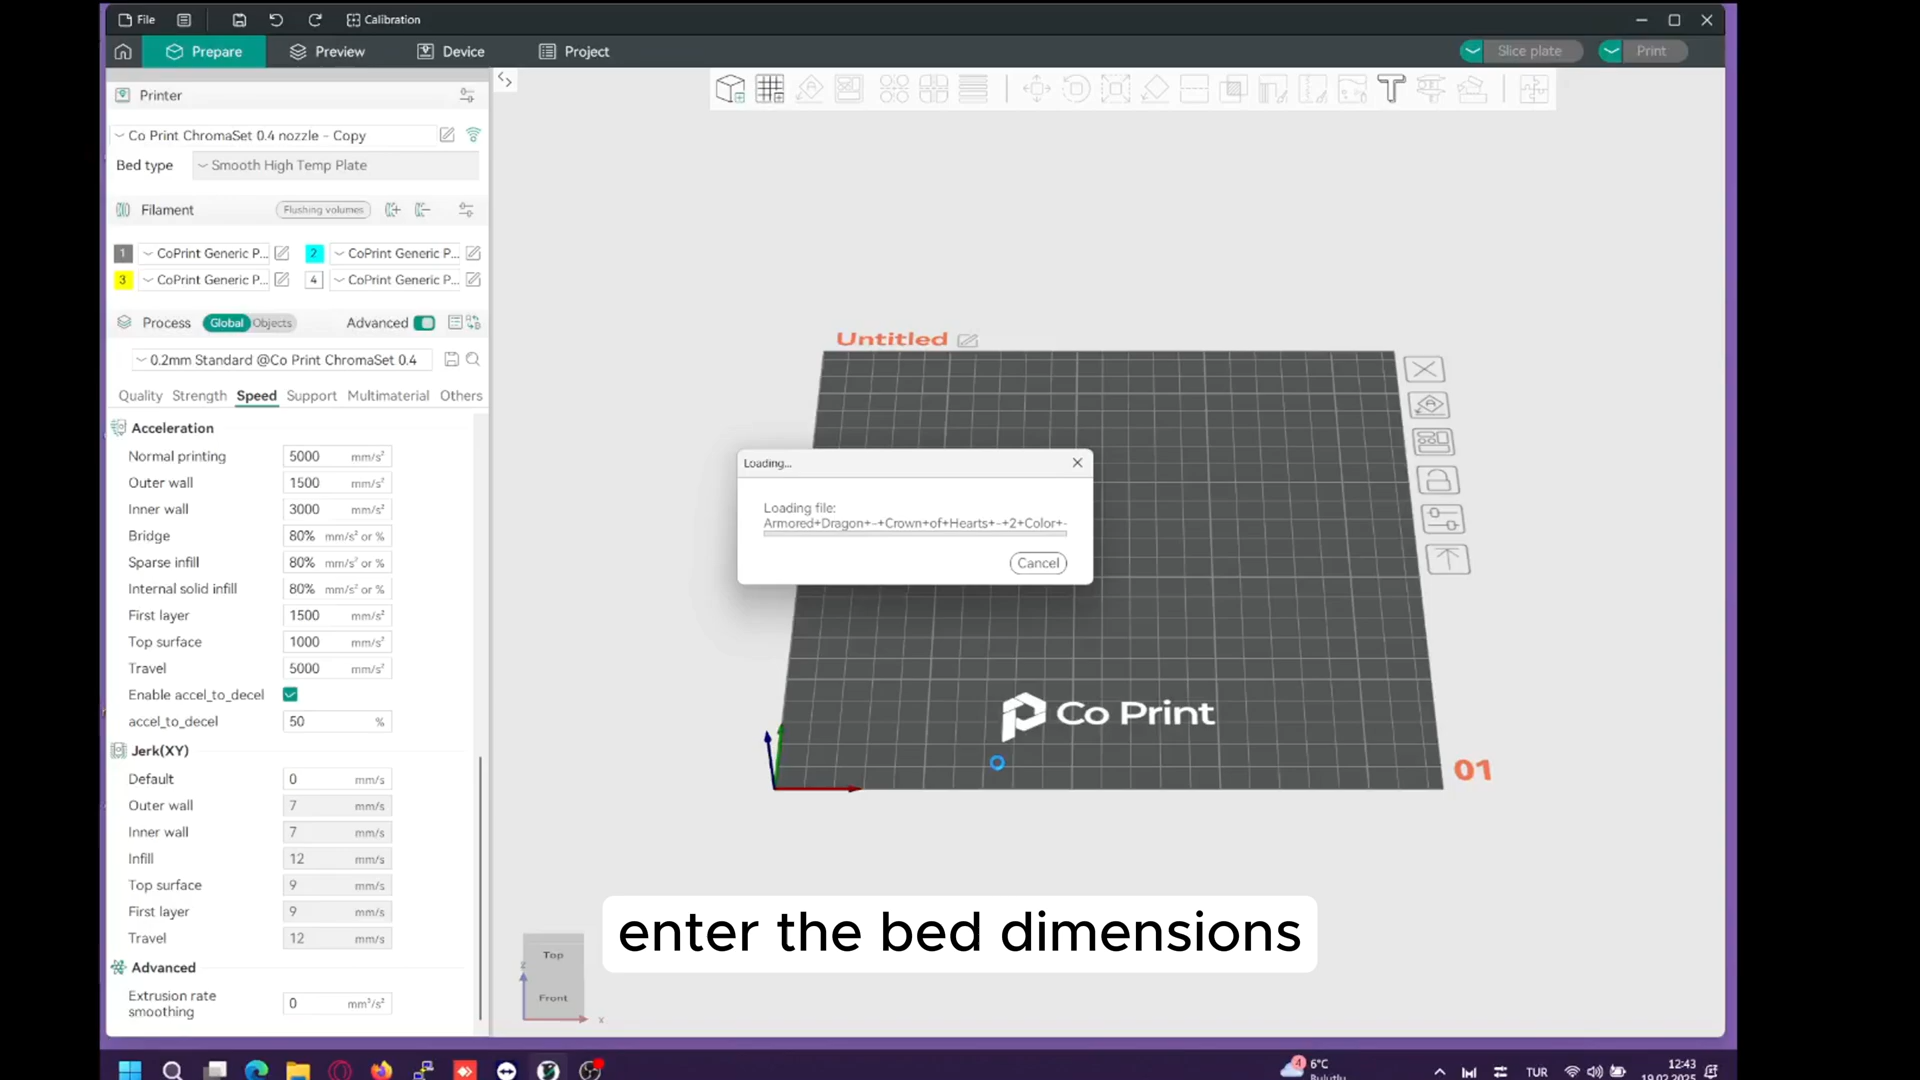 File
Calibration
Prepare
Preview
Device
Project
Slice plate
Print
Printer
Co Print ChromaSet 0.4 nozzle - Copy
Bed type
Smooth High Temp Plate
Filament
Flushing volumes
1
CoPrint Generic P...
2
CoPrint Generic P...
3
CoPrint Generic P...
4
CoPrint Generic P...
Process
Global
Objects
Advanced
0.2mm Standard @Co Print ChromaSet 0.4
Quality
Strength
Speed
Support
Multimaterial
Others
Acceleration
Normal printing 5000 mm/s²
Outer wall 1500 mm/s²
Inner wall 3000 mm/s²
Bridge 80% mm/s² or %
Sparse infill 80% mm/s² or %
Internal solid infill 80% mm/s² or %
First layer 1500 mm/s²
Top surface 1000 mm/s²
Travel 5000 mm/s²
Enable accel_to_decel
accel_to_decel 50 %
Jerk(XY)
Default 0 mm/s
Outer wall 7 mm/s
Inner wall 7 mm/s
Infill 12 mm/s
Top surface 9 mm/s
First layer 9 mm/s
Travel 12 mm/s
Advanced
Extrusion rate
smoothing 0 mm³/s²
Untitled
Loading...
Loading file:
Armored+Dragon+-+Crown+of+Hearts+-+2+Color+-
Cancel
Co Print
01
Top
Front
z
x
enter the bed dimensions
4
6°C
Bulutlu
TUR
12:43
19.02.2025